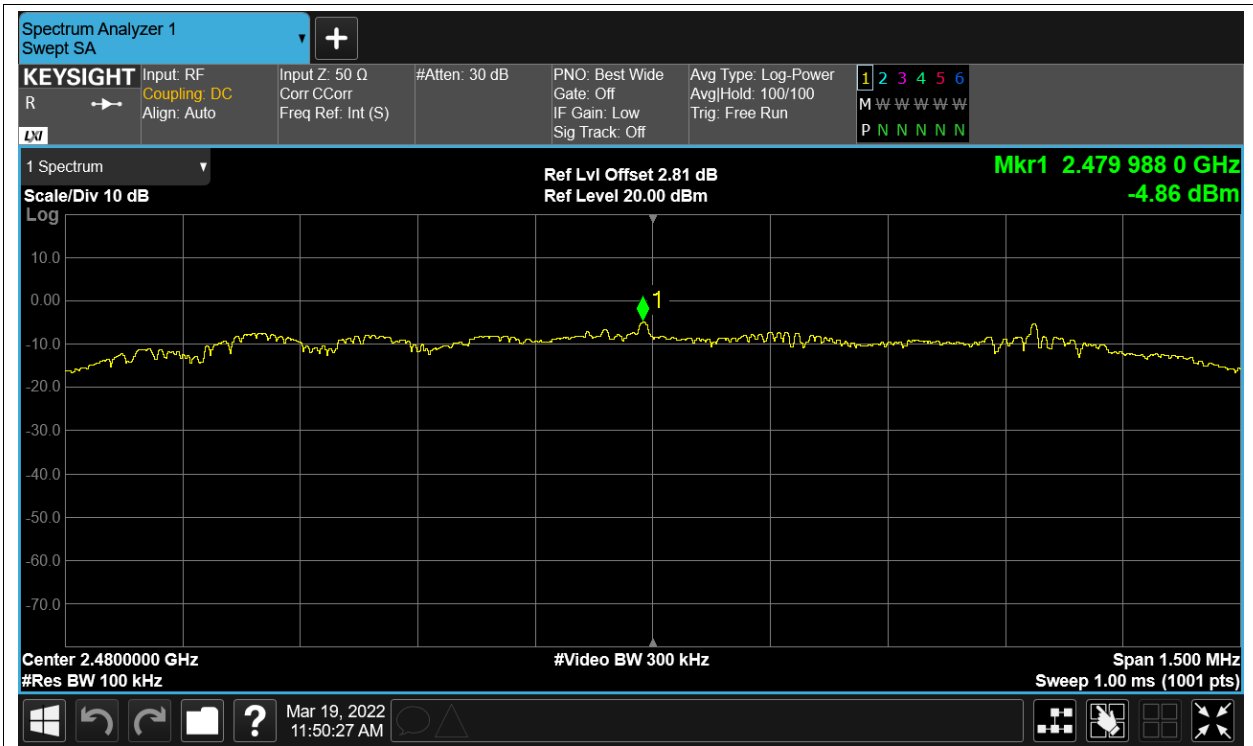 Spectrum Analyzer 1
Swept SA
KEYSIGHT
R
LXI
Input: RF
Coupling: DC
Align: Auto
Input Z: 50 Ω
Corr CCorr
Freq Ref: Int (S)
#Atten: 30 dB
PNO: Best Wide
Gate: Off
IF Gain: Low
Sig Track: Off
Avg Type: Log-Power
Avg|Hold: 100/100
Trig: Free Run
1 2 3 4 5 6
M W W W W W
P N N N N N
1 Spectrum
Scale/Div 10 dB
Log
Ref Lvl Offset 2.81 dB
Ref Level 20.00 dBm
Mkr1 2.479 988 0 GHz
-4.86 dBm
10.0
0.00
-10.0
-20.0
-30.0
-40.0
-50.0
-60.0
-70.0
1
Center 2.4800000 GHz
#Res BW 100 kHz
#Video BW 300 kHz
Span 1.500 MHz
Sweep 1.00 ms (1001 pts)
?
Mar 19, 2022
11:50:27 AM